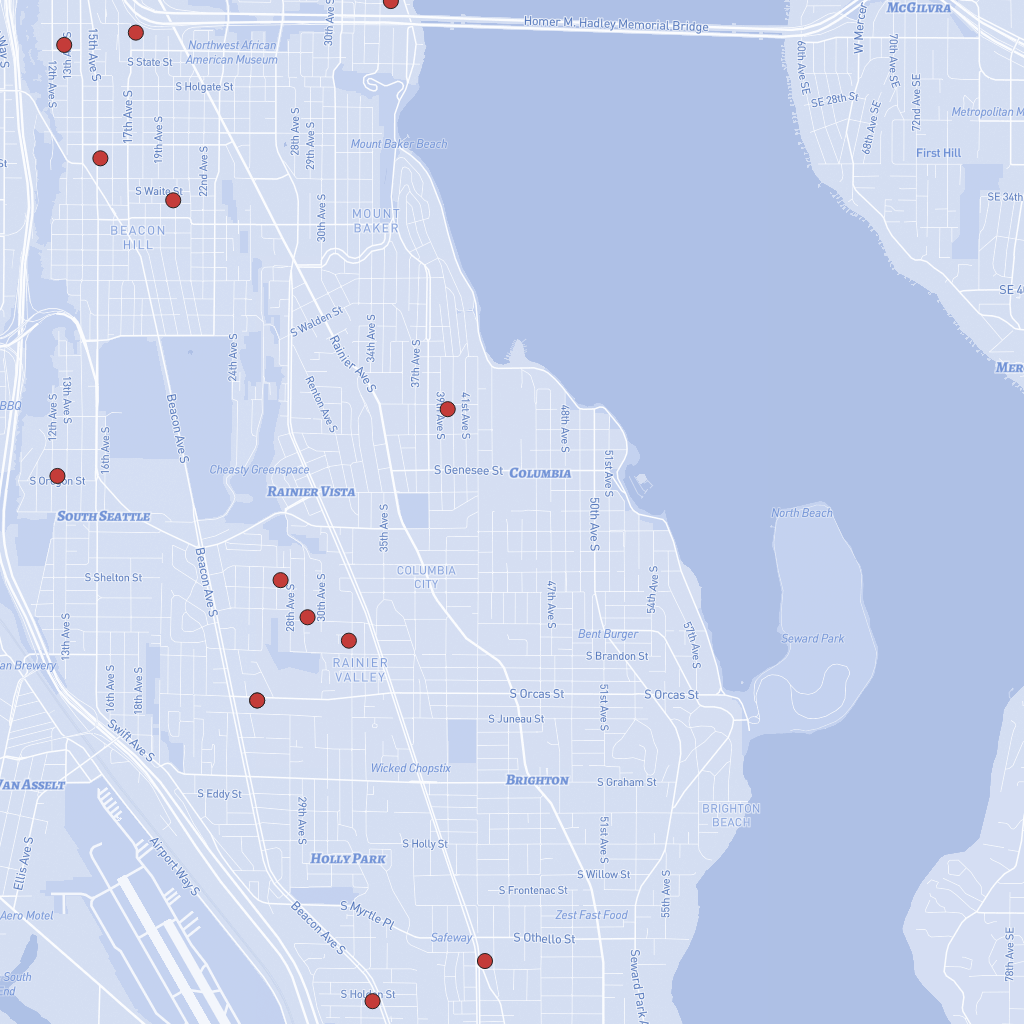 Homer M. Hadley Memorial Bridge
McGilvra
30th Ave S
W Mercer
15th Ave S
13th A
S
12th Ave S
Way S
Northwest African
American Museum
S State St
S Holgate St
60th Ave SE
70th Ave SE
72nd Ave SE
SE 28th St
68th Ave SE
Metropolitan M
First Hill
17th Ave S
19th Ave S
22nd Ave S
28th Ave S
29th Ave S
Mount Baker Beach
St
S Waite St
30th Ave S
MOUNT
BAKER
BEACON
HILL
SE 34th
SE 4
S Walden St
34th Ave S
37th Ave S
24th Ave S
Rainier Ave S
Mer
Renton Ave S
39th Ave S
41st Ave S
48th Ave S
BBQ
12th Ave S
13th Ave S
16th Ave S
Beacon Ave S
Cheasty Greenspace
S Genesee St
Columbia
51st Ave S
S Oregon St
Rainier Vista
South Seattle
35th Ave S
50th Ave S
North Beach
S Shelton St
Beacon Ave S
COLUMBIA
CITY
28th Ave S
30th Ave S
47th Ave S
54th Ave S
57th Ave S
13th Ave S
Bent Burger
Seward Park
S Brandon St
an Brewery
16th Ave S
18th Ave S
RAINIER
VALLEY
S Orcas St
51st Ave S
S Orcas St
S Juneau St
Swift Ave S
Wicked Chopstix
Brighton
S Graham St
Van Asselt
S Eddy St
29th Ave S
BRIGHTON
BEACH
51st Ave S
S Holly St
Holly Park
Ellis Ave S
Airport Way S
S Willow St
S Frontenac St
55th Ave S
Aero Motel
Beacon Ave S
S Myrtle Pl
Zest Fast Food
Safeway
S Othello St
78th Ave SE
Seward Park A
South
end
S Holden St